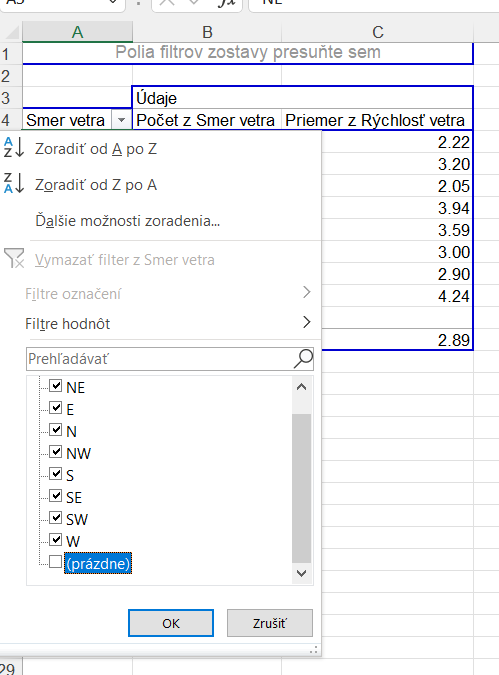 NE
A B C
1 Polia filtrov zostavy presuňte sem
2
3 Údaje
4 Smer vetra Počet z Smer vetra Priemer z Rýchlosť vetra
Zoradiť od A po Z
2.22
3.20
Zoradiť od Z po A
2.05
3.94
Ďalšie možnosti zoradenia...
3.59
Vymazať filter z Smer vetra
3.00
2.90
Filtre označení
4.24
Filtre hodnôt
2.89
Prehľadávať
NE
E
N
NW
S
SE
SW
W
(prázdne)
OK Zrušiť
29